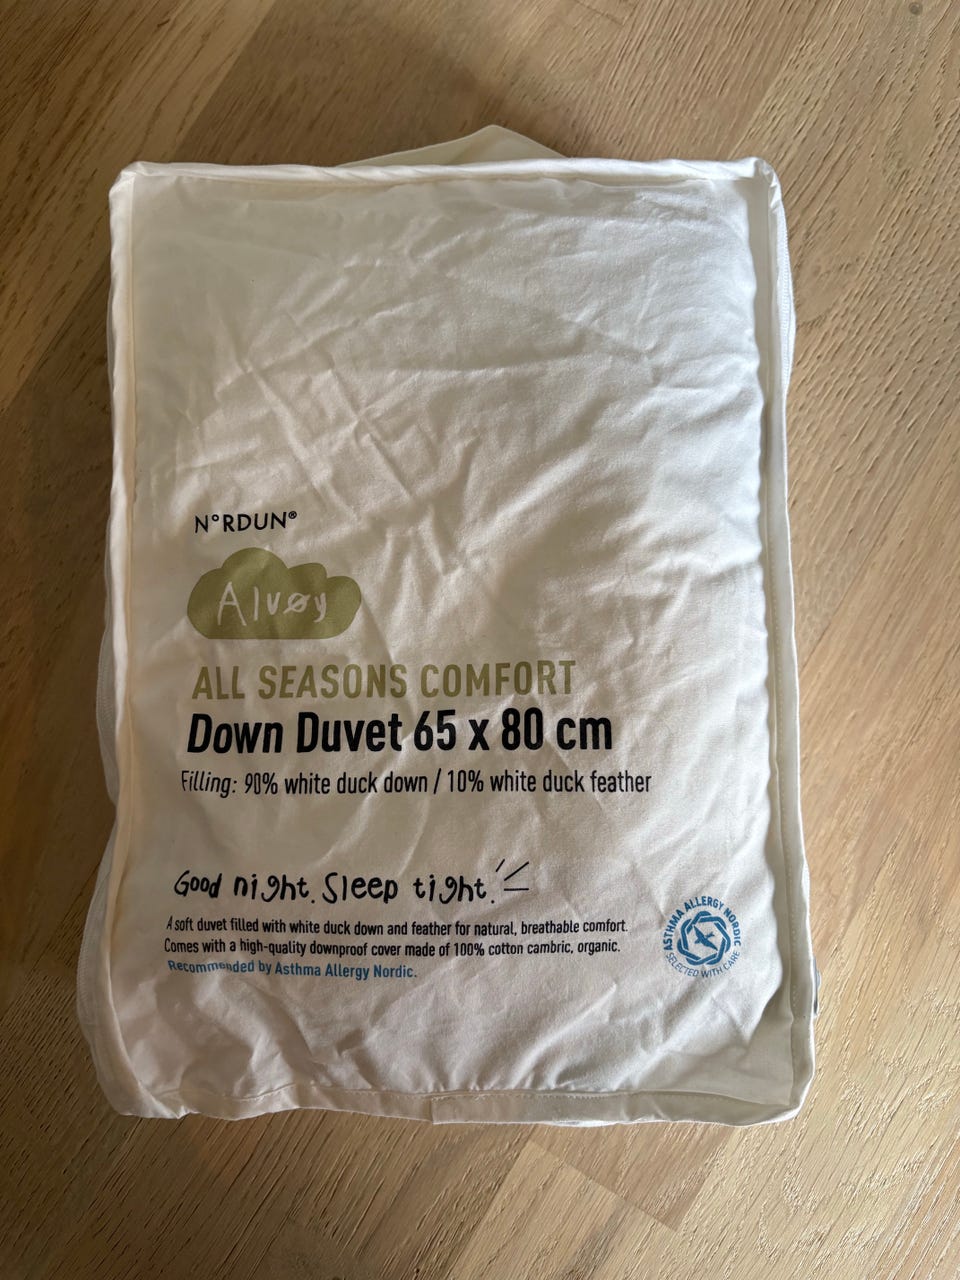 N°RDUN®
Alvøy
ALL SEASONS COMFORT
Down Duvet 65 x 80 cm
Filling: 90% white duck down / 10% white duck feather
Good night. Sleep tight.
A soft duvet filled with white duck down and feather for natural, breathable comfort.
Comes with a high-quality downproof cover made of 100% cotton cambric, organic.
Recommended by Asthma Allergy Nordic.
ASTHMA ALLERGY NORDIC
SELECTED WITH CARE